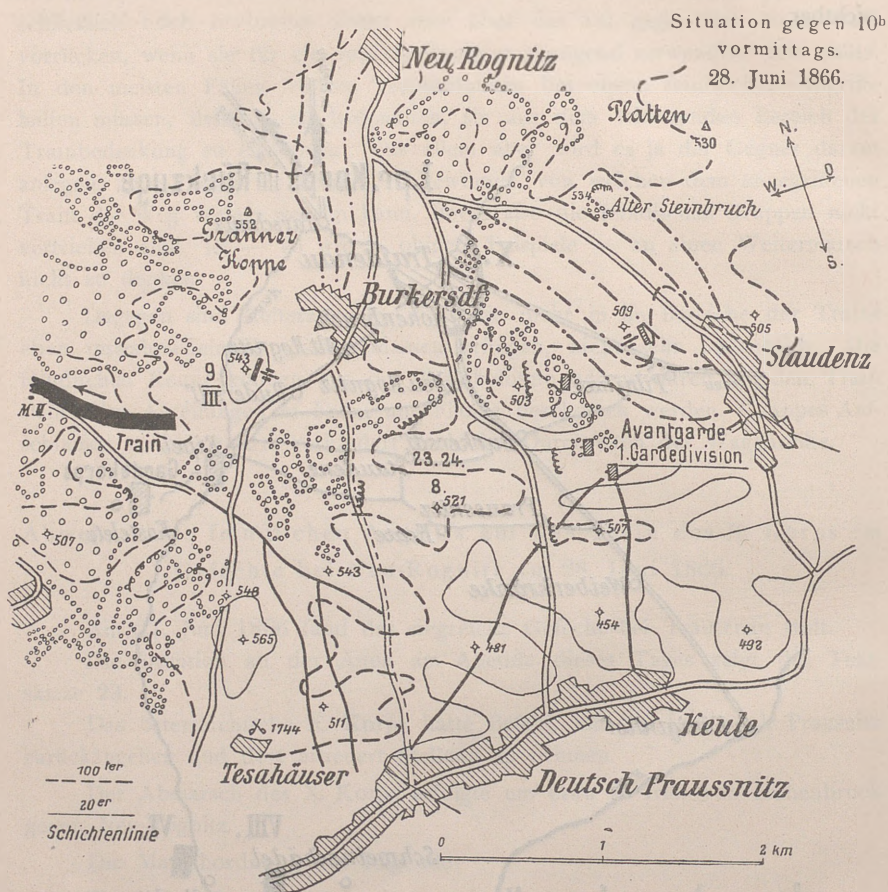 Situation gegen 10ʰ
vormittags.
28. Juni 1866.
Neu Rognitz
Platten
530
N.
O
W.
S.
534
Alter Steinbruch
552
Granner
Koppe
Burkersdf
509
505
Staudenz
543
9
III.
503
M.III.
Train
Avantgarde
1. Gardedivision
23.24.
8.
521
507
507
543
548
565
454
492
481
511
1744
Tesahäuser
Keule
Deutsch Praussnitz
100ter
20er
Schichtenlinie
0 1 2 km